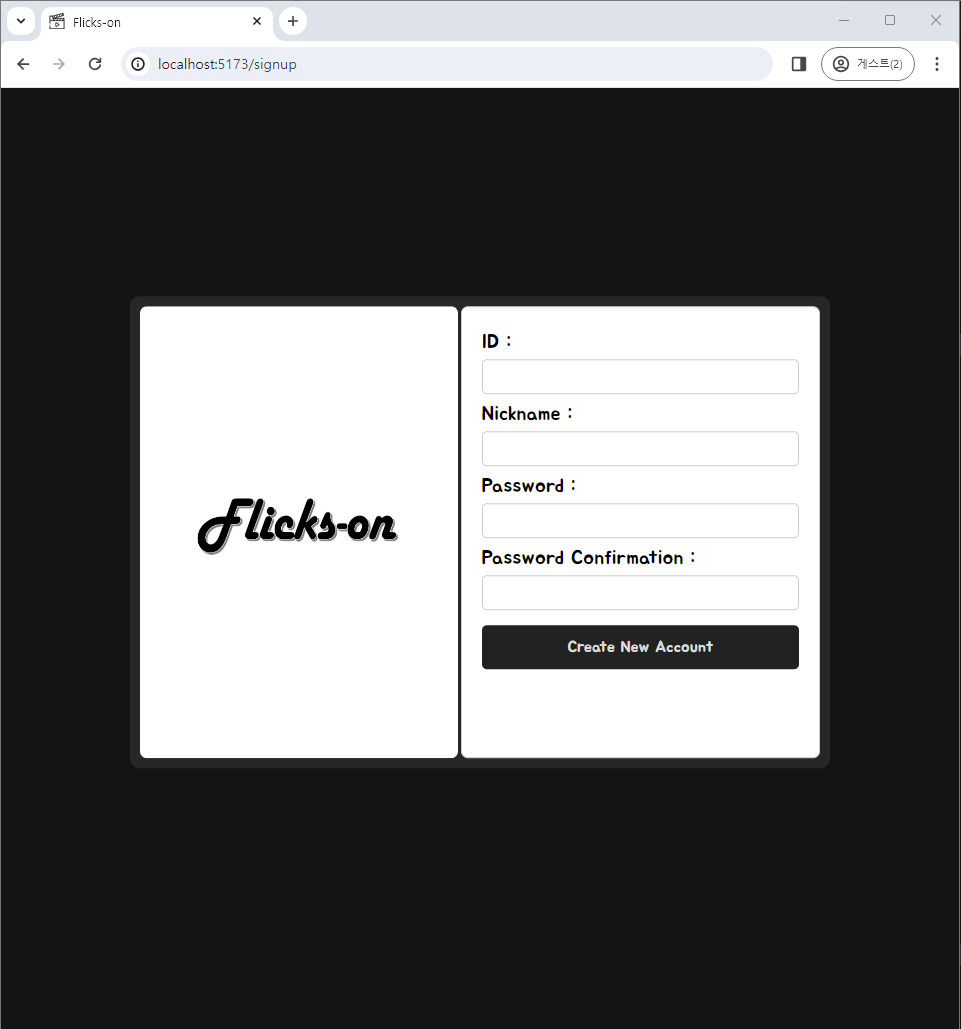 Flicks-on
localhost:5173/signup
게스트(2)
Flicks-on
ID :
Nickname :
Password :
Password Confirmation :
Create New Account